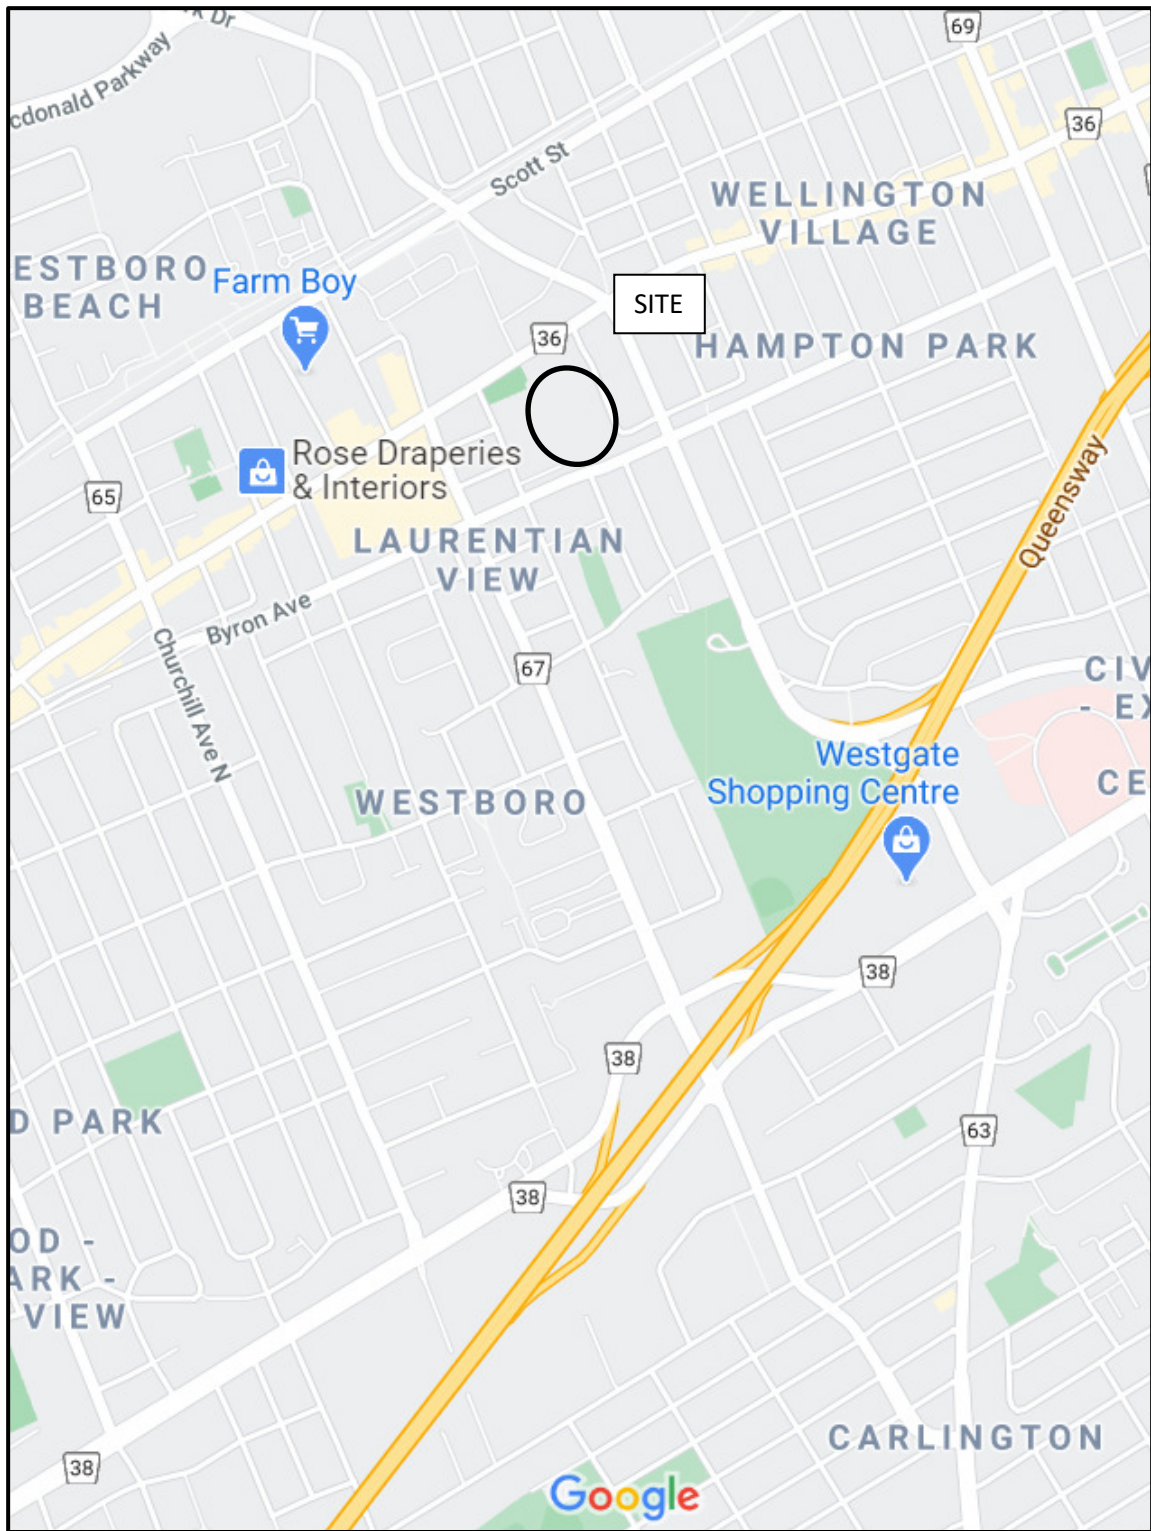 k Dr
69
cdonald Parkway
36
Scott St
WELLINGTON
VILLAGE
ESTBORO
BEACH
Farm Boy
SITE
36
HAMPTON PARK
Rose Draperies
& Interiors
65
Queensway
LAURENTIAN
VIEW
Byron Ave
Churchill Ave N
67
CIV
- EX
CE
Westgate
Shopping Centre
WESTBORO
38
38
D PARK
63
38
OD -
ARK -
VIEW
CARLINGTON
38
Google